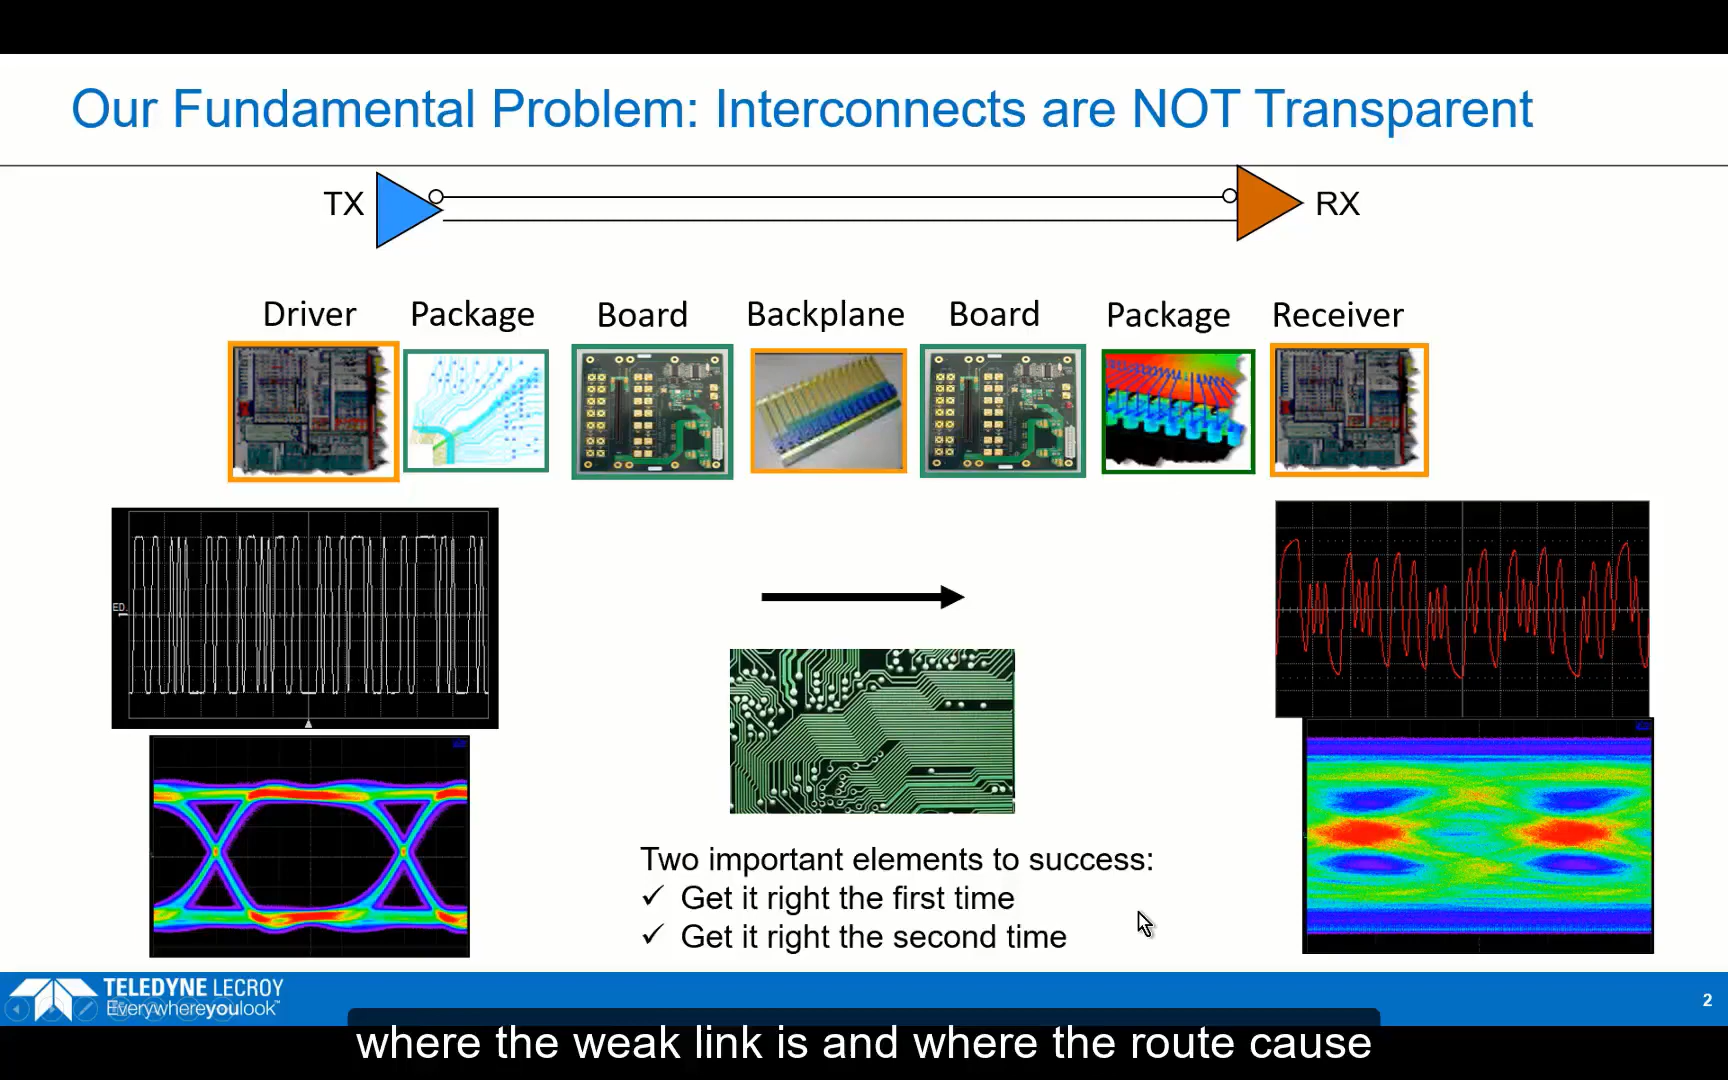 Our Fundamental Problem: Interconnects are NOT Transparent
TX
RX
Driver
Package
Board
Backplane
Board
Package
Receiver
ED
Two important elements to success:
✓ Get it right the first time
✓ Get it right the second time
TELEDYNE LECROY
Everywhereyoulook™
2
where the weak link is and where the route cause